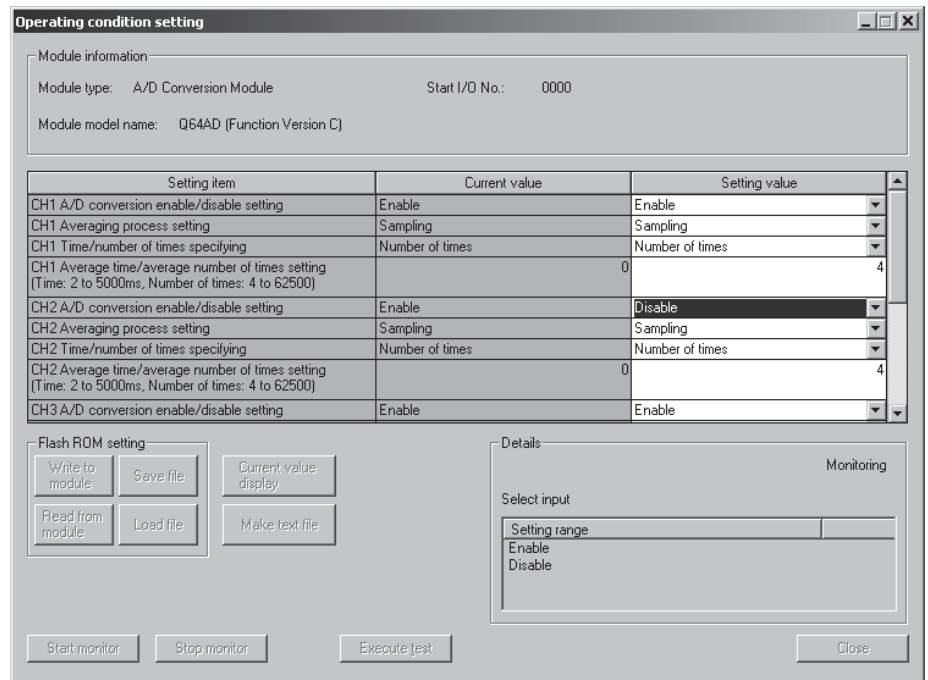 Operating condition setting
Module information
Module type: A/D Conversion Module Start I/O No.: 0000
Module model name: Q64AD (Function Version C)
Setting item Current value Setting value
CH1 A/D conversion enable/disable setting Enable Enable
CH1 Averaging process setting Sampling Sampling
CH1 Time/number of times specifying Number of times Number of times
CH1 Average time/average number of times setting 0 4
(Time: 2 to 5000ms, Number of times: 4 to 62500)
CH2 A/D conversion enable/disable setting Enable Disable
CH2 Averaging process setting Sampling Sampling
CH2 Time/number of times specifying Number of times Number of times
CH2 Average time/average number of times setting 0 4
(Time: 2 to 5000ms, Number of times: 4 to 62500)
CH3 A/D conversion enable/disable setting Enable Enable
Flash ROM setting
Write to module
Save file
Current value display
Read from module
Load file
Make text file
Details
Monitoring
Select input
Setting range
Enable
Disable
Start monitor
Stop monitor
Execute test
Close